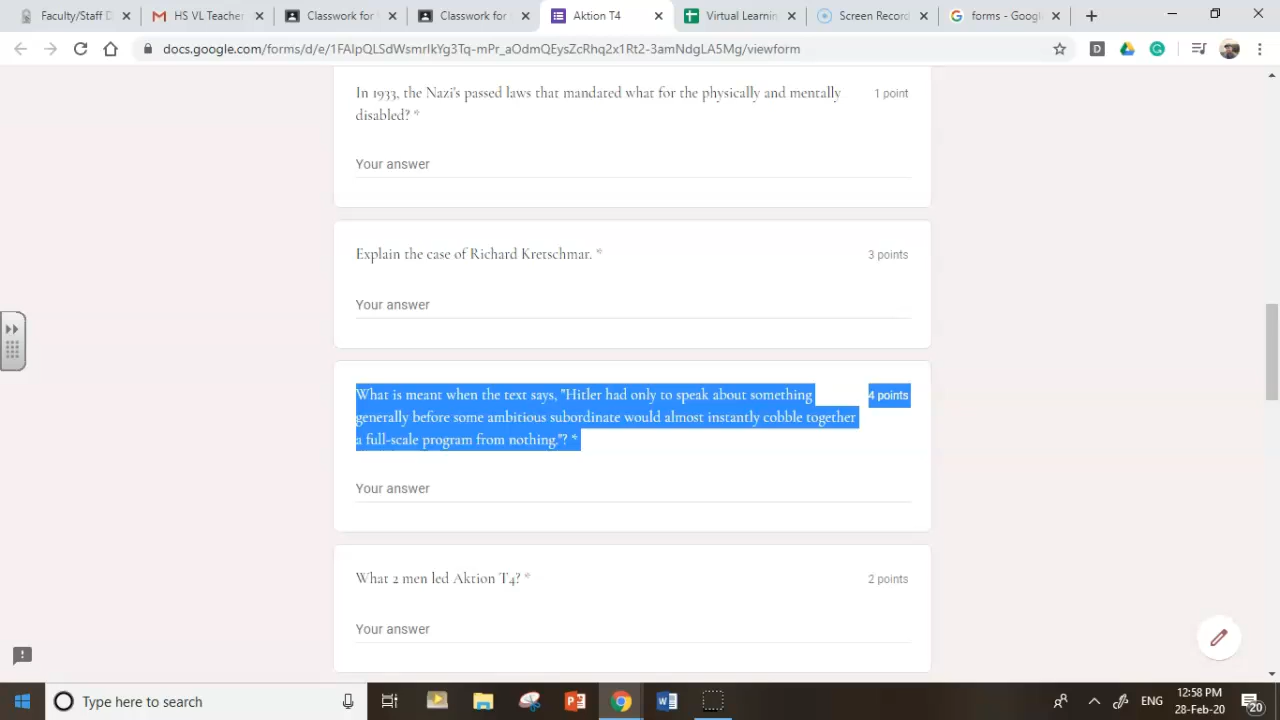 Faculty/Staff D
HS VL Teacher
Classwork for
Classwork for
Aktion T4
Virtual Learnin
Screen Record
forms - Google
docs.google.com/forms/d/e/1FAIpQLSdWsmrIkYg3Tq-mPr_aOdmQEysZcRhq2x1Rt2-3amNdgLA5Mg/viewform
In 1933, the Nazi's passed laws that mandated what for the physically and mentally
disabled? *
1 point
Your answer
Explain the case of Richard Kretschmar. *
3 points
Your answer
What is meant when the text says, "Hitler had only to speak about something
generally before some ambitious subordinate would almost instantly cobble together
a full-scale program from nothing."? *
4 points
Your answer
What 2 men led Aktion T4? *
2 points
Your answer
Type here to search
ENG
12:58 PM
28-Feb-20
20